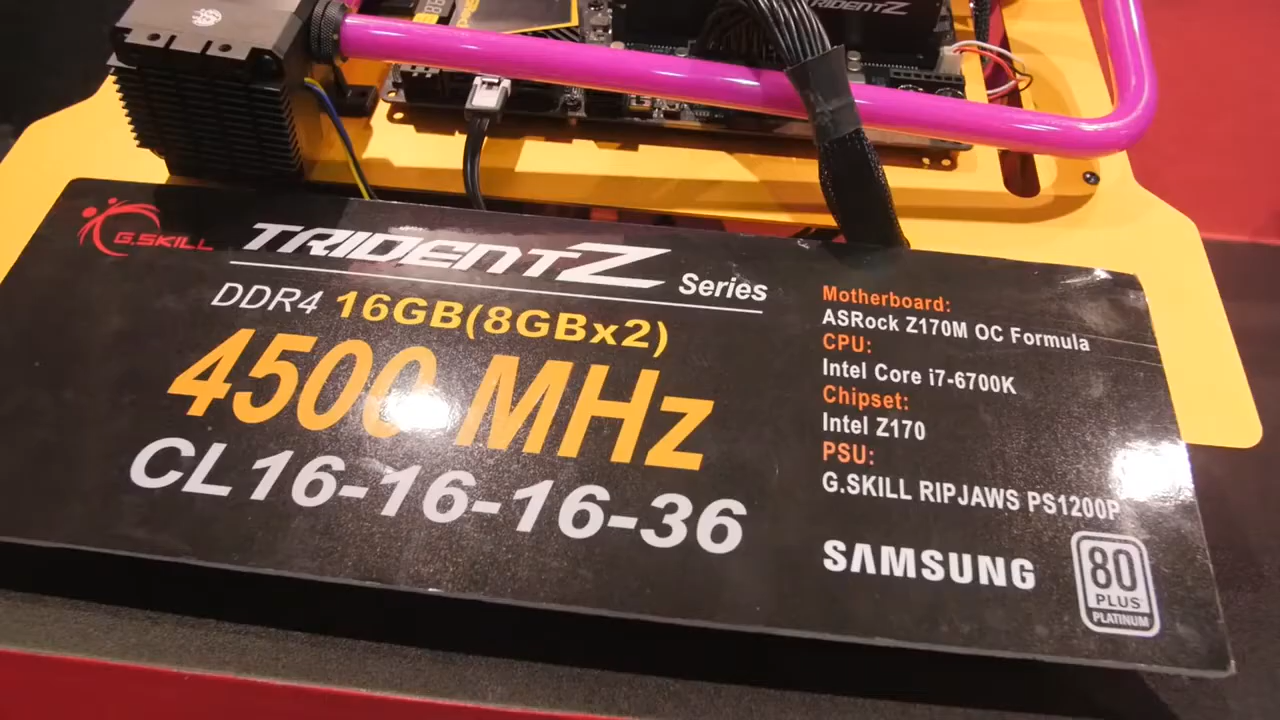 TRIDENT Z
G.SKILL
TRIDENTZ Series
DDR4 16GB(8GBx2)
4500 MHz
CL16-16-16-36
Motherboard:
ASRock Z170M OC Formula
CPU:
Intel Core i7-6700K
Chipset:
Intel Z170
PSU:
G.SKILL RIPJAWS PS1200P
SAMSUNG
80
PLUS
PLATINUM